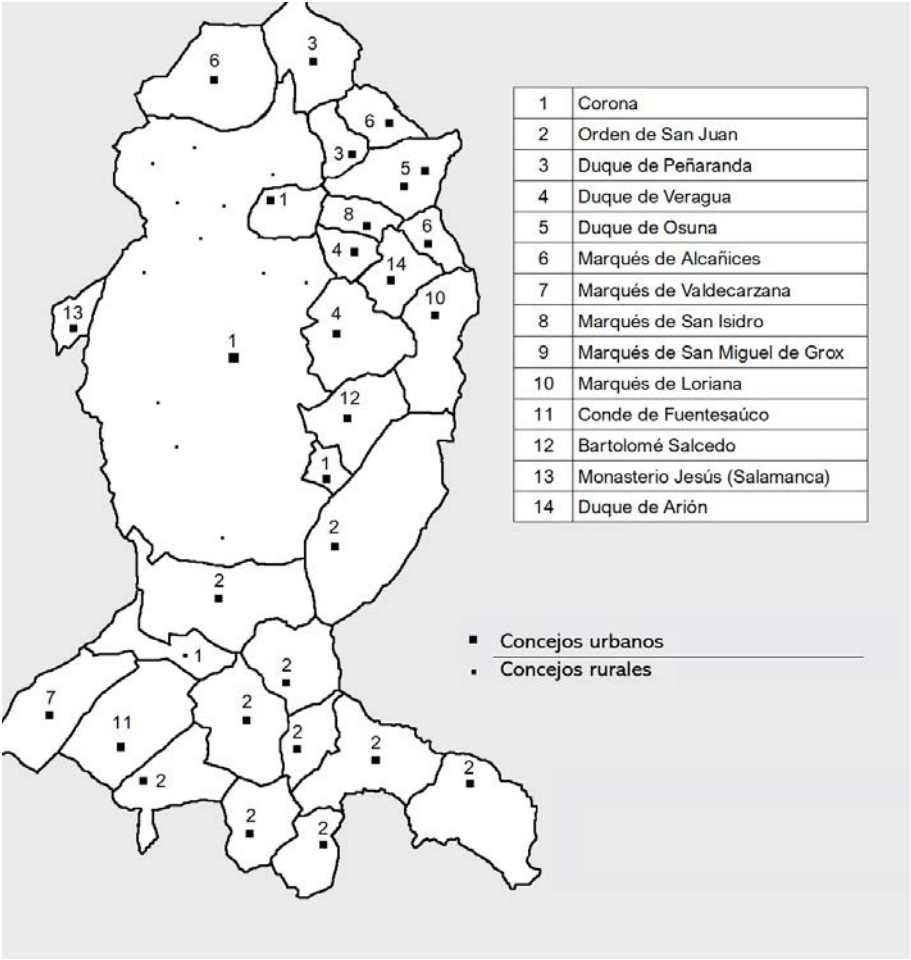 6
3
6
3
5
1
8
6
4
14
10
13
4
1
12
1
2
2
1
2
7
2
11
2
2
2
2
2
2
1 Corona
2 Orden de San Juan
3 Duque de Peñaranda
4 Duque de Veragua
5 Duque de Osuna
6 Marqués de Alcañices
7 Marqués de Valdecarzana
8 Marqués de San Isidro
9 Marqués de San Miguel de Grox
10 Marqués de Loriana
11 Conde de Fuentesaúco
12 Bartolomé Salcedo
13 Monasterio Jesús (Salamanca)
14 Duque de Arión
Concejos urbanos
Concejos rurales